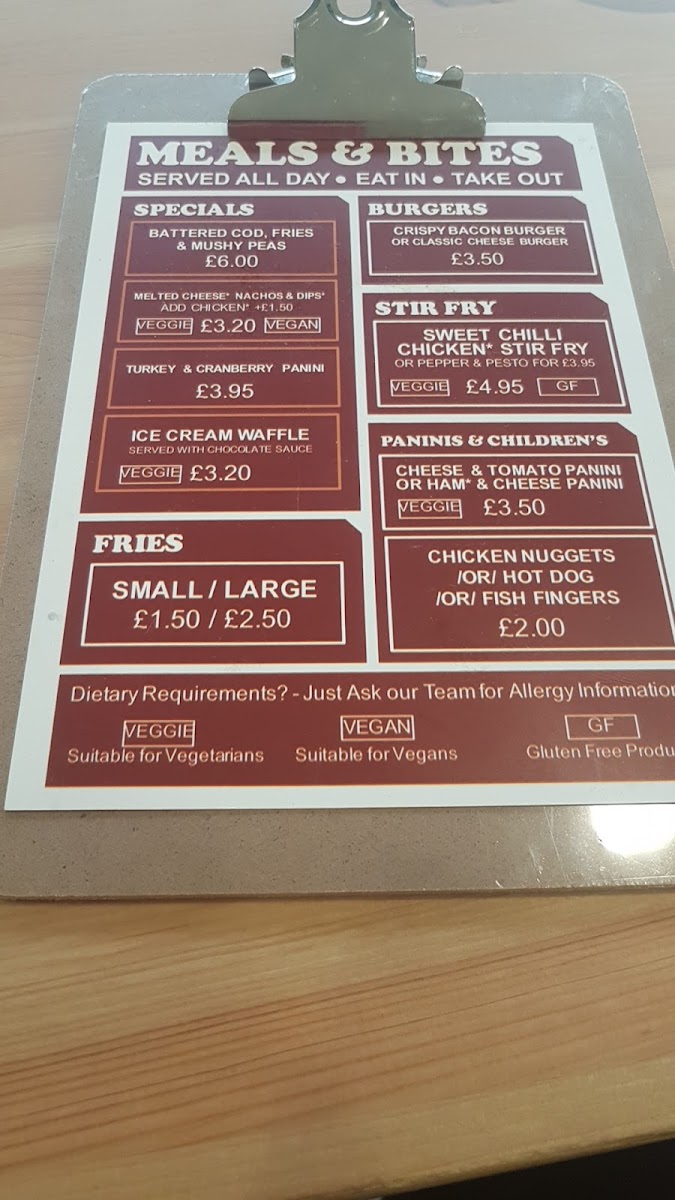 MEALS & BITES
SERVED ALL DAY • EAT IN • TAKE OUT
SPECIALS
BATTERED COD, FRIES
& MUSHY PEAS
£6.00
MELTED CHEESE* NACHOS & DIPS*
ADD CHICKEN* +£1.50
VEGGIE £3.20 VEGAN
TURKEY & CRANBERRY PANINI
£3.95
ICE CREAM WAFFLE
SERVED WITH CHOCOLATE SAUCE
VEGGIE £3.20
FRIES
SMALL / LARGE
£1.50 / £2.50
BURGERS
CRISPY BACON BURGER
OR CLASSIC CHEESE BURGER
£3.50
STIR FRY
SWEET CHILLI
CHICKEN* STIR FRY
OR PEPPER & PESTO FOR £3.95
VEGGIE £4.95 GF
PANINIS & CHILDREN'S
CHEESE & TOMATO PANINI
OR HAM* & CHEESE PANINI
VEGGIE £3.50
CHICKEN NUGGETS
/OR/ HOT DOG
/OR/ FISH FINGERS
£2.00
Dietary Requirements? - Just Ask our Team for Allergy Information
VEGGIE VEGAN GF
Suitable for Vegetarians Suitable for Vegans Gluten Free Produ